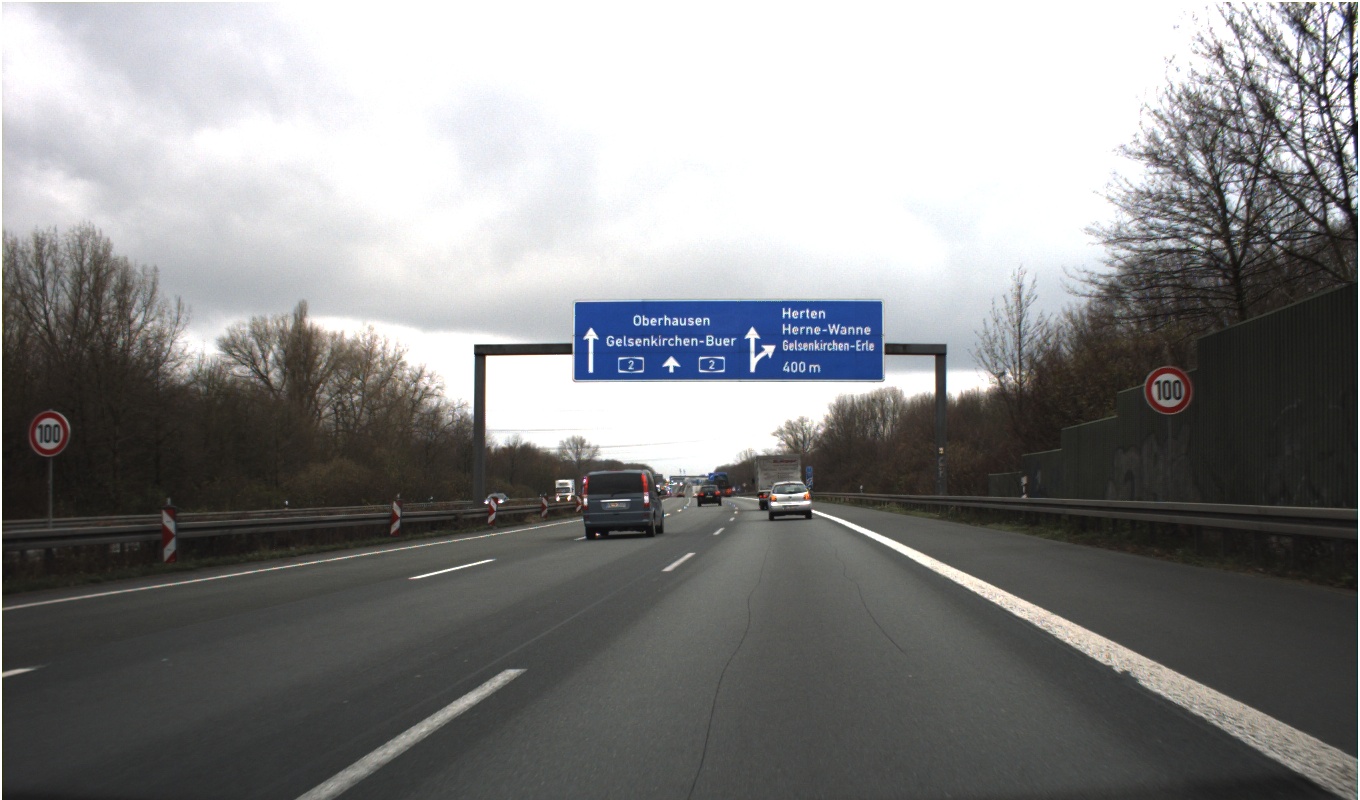 Oberhausen
Gelsenkirchen-Buer
2
2
Herten
Herne-Wanne
Gelsenkirchen-Erle
400 m
100
100